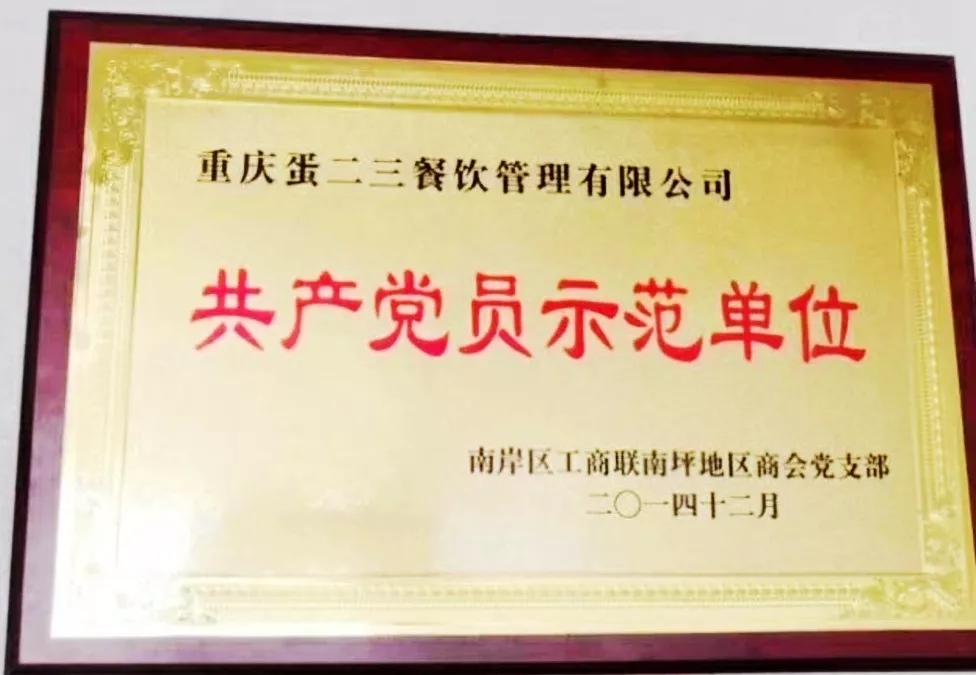 重庆蛋二三餐饮管理有限公司
共产党员示范单位
南岸区工商联南坪地区商会党支部
二〇一四十二月